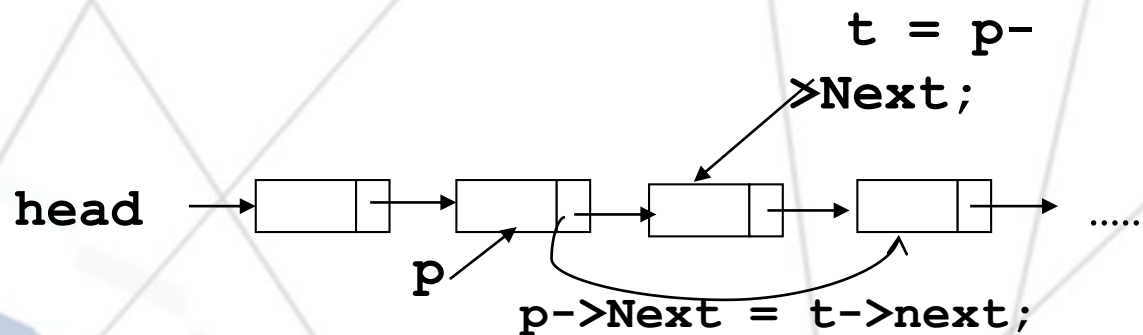 t = p-
>Next;
head
.....
p
p->Next = t->next;